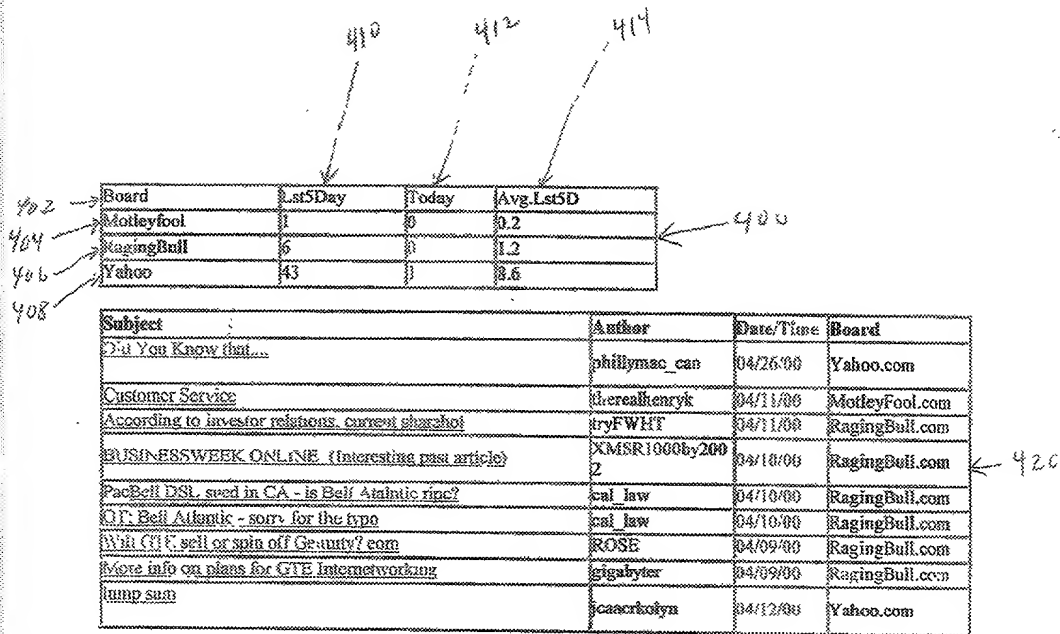 410 412 414
402 Board Lst5Day Today Avg.Lst5D
404 Motleyfool 1 0 0.2 400
406 RagingBull 6 0 1.2
408 Yahoo 43 8.6
Subject Author Date/Time Board
Did You Know that.... phillymac_can 04/26/00 Yahoo.com
Customer Service therealhenryk 04/11/00 MotleyFool.com
According to investor relations, current sharehol tryFWHT 04/11/00 RagingBull.com
BUSINESSWEEK ONLINE (Interesting past article) XMSR1000by200
2 04/10/00 RagingBull.com 420
PacBell DSL sued in CA - is Bell Atalntic ripe? cal_law 04/10/00 RagingBull.com
OT: Bell Atlantic - sorry for the typo cal_law 04/10/00 RagingBull.com
Will GTE sell or spin off Genuity? com ROSE 04/09/00 RagingBull.com
More info on plans for GTE Internetworking gigabyter 04/09/00 RagingBull.com
lump sum 04/12/00 Yahoo.com